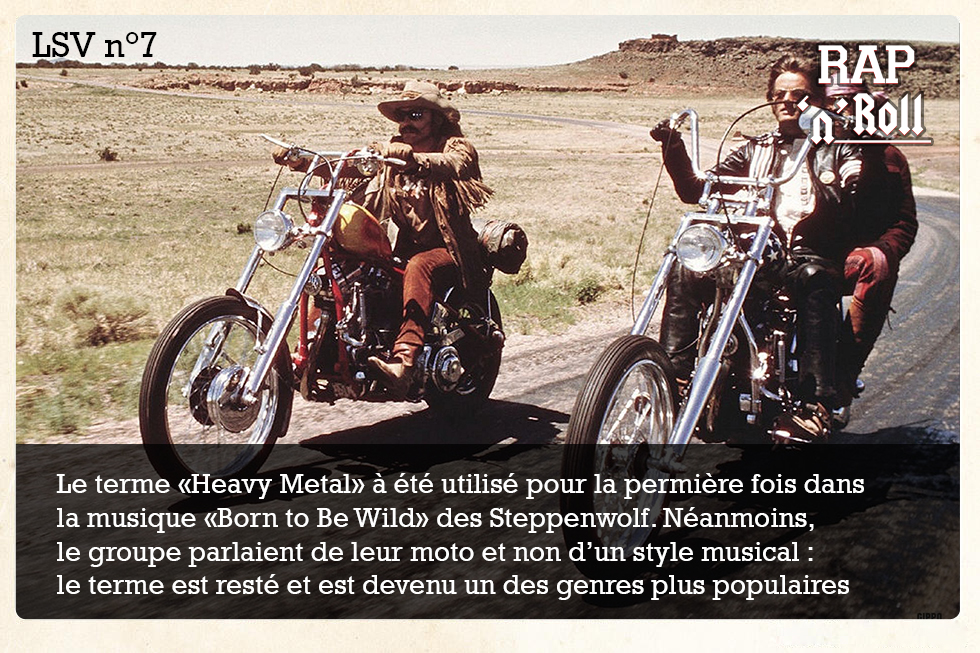 LSV n°7
RAP
'n' Roll
Le terme «Heavy Metal» à été utilisé pour la permière fois dans
la musique «Born to Be Wild» des Steppenwolf. Néanmoins,
le groupe parlaient de leur moto et non d'un style musical :
le terme est resté et est devenu un des genres plus populaires